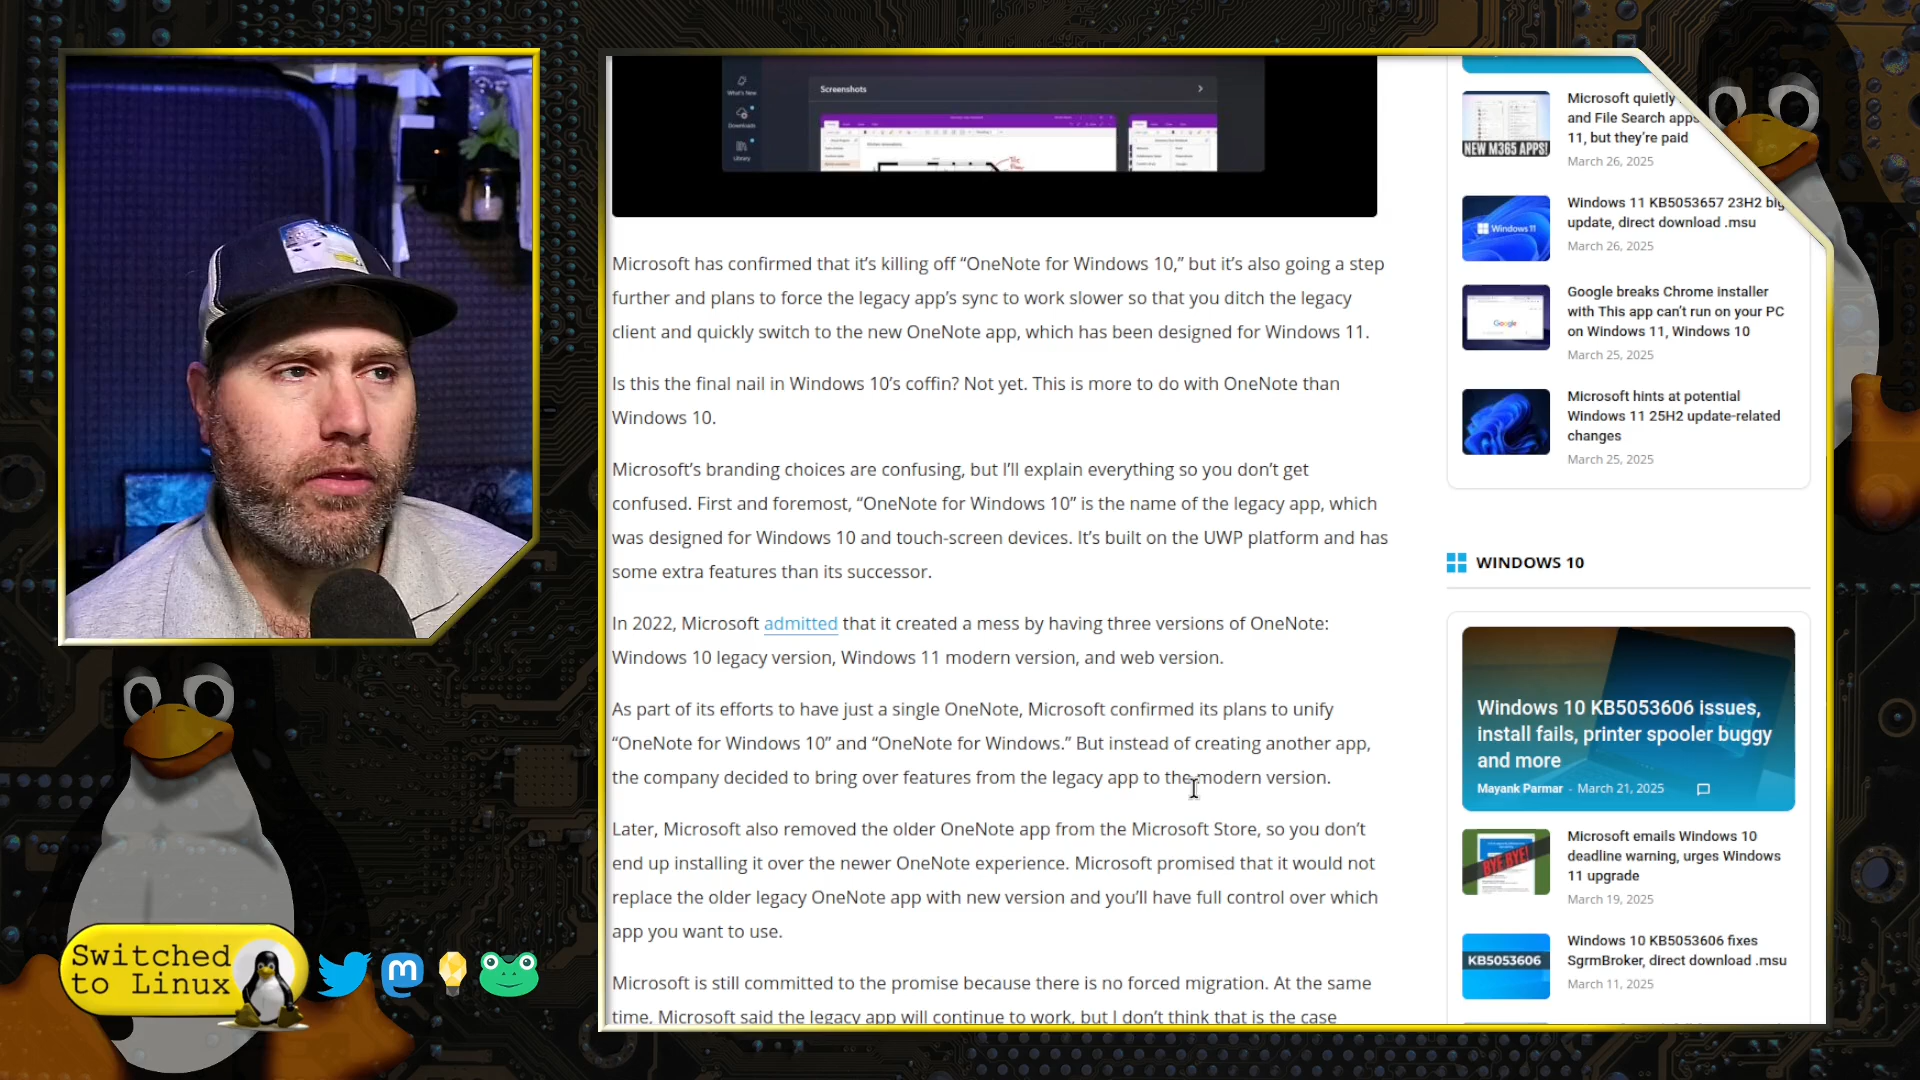 What's New
Downloads
Library
Screenshots
Microsoft has confirmed that it's killing off “OneNote for Windows 10,” but it's also going a step
further and plans to force the legacy app's sync to work slower so that you ditch the legacy
client and quickly switch to the new OneNote app, which has been designed for Windows 11.
Is this the final nail in Windows 10's coffin? Not yet. This is more to do with OneNote than
Windows 10.
Microsoft's branding choices are confusing, but I'll explain everything so you don't get
confused. First and foremost, “OneNote for Windows 10” is the name of the legacy app, which
was designed for Windows 10 and touch-screen devices. It's built on the UWP platform and has
some extra features than its successor.
In 2022, Microsoft admitted that it created a mess by having three versions of OneNote:
Windows 10 legacy version, Windows 11 modern version, and web version.
As part of its efforts to have just a single OneNote, Microsoft confirmed its plans to unify
“OneNote for Windows 10” and “OneNote for Windows.” But instead of creating another app,
the company decided to bring over features from the legacy app to the modern version.
Later, Microsoft also removed the older OneNote app from the Microsoft Store, so you don't
end up installing it over the newer OneNote experience. Microsoft promised that it would not
replace the older legacy OneNote app with new version and you'll have full control over which
app you want to use.
Microsoft is still committed to the promise because there is no forced migration. At the same
time, Microsoft said the legacy app will continue to work, but I don't think that is the case
NEW M365 APPS!
Microsoft quietly
and File Search apps
11, but they're paid
March 26, 2025
Windows 11
Windows 11 KB5053657 23H2 big
update, direct download .msu
March 26, 2025
Google
Google breaks Chrome installer
with This app can't run on your PC
on Windows 11, Windows 10
March 25, 2025
Microsoft hints at potential
Windows 11 25H2 update-related
changes
March 25, 2025
WINDOWS 10
Windows 10 KB5053606 issues,
install fails, printer spooler buggy
and more
Mayank Parmar - March 21, 2025
BYE BYE!
Microsoft emails Windows 10
deadline warning, urges Windows
11 upgrade
March 19, 2025
KB5053606
Windows 10 KB5053606 fixes
SgrmBroker, direct download .msu
March 11, 2025
Switched
to Linux